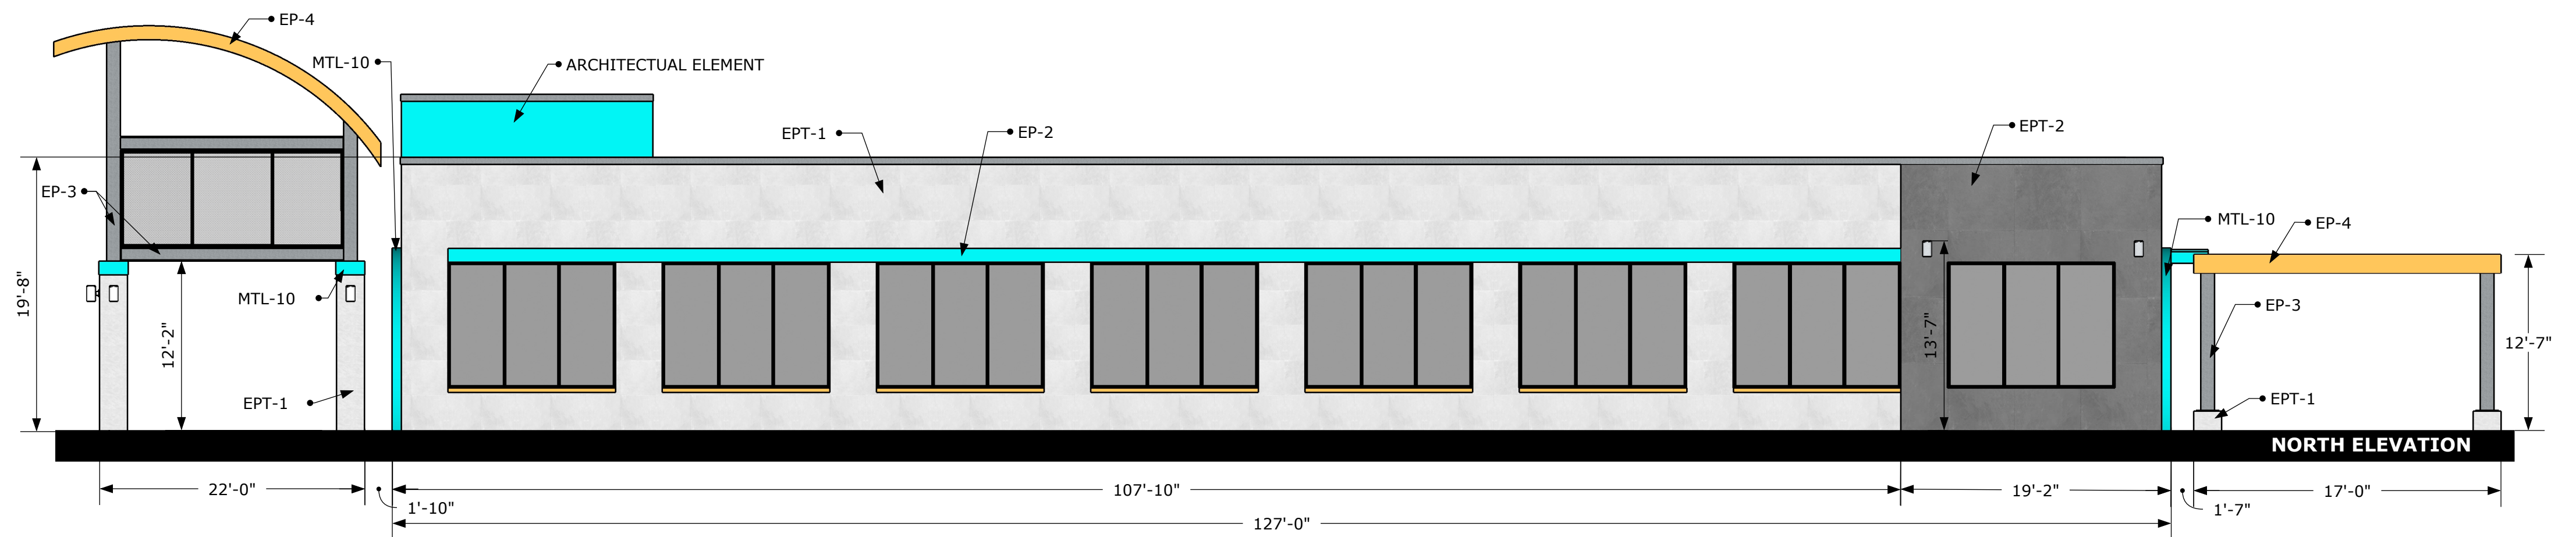 EP-4
MTL-10
ARCHITECTUAL ELEMENT
EPT-1
EP-2
EPT-2
EP-3
MTL-10
EP-4
MTL-10
EP-3
19'-8"
12'-2"
13'-7"
12'-7"
EPT-1
EPT-1
NORTH ELEVATION
22'-0"
1'-10"
107'-10"
19'-2"
1'-7"
17'-0"
127'-0"